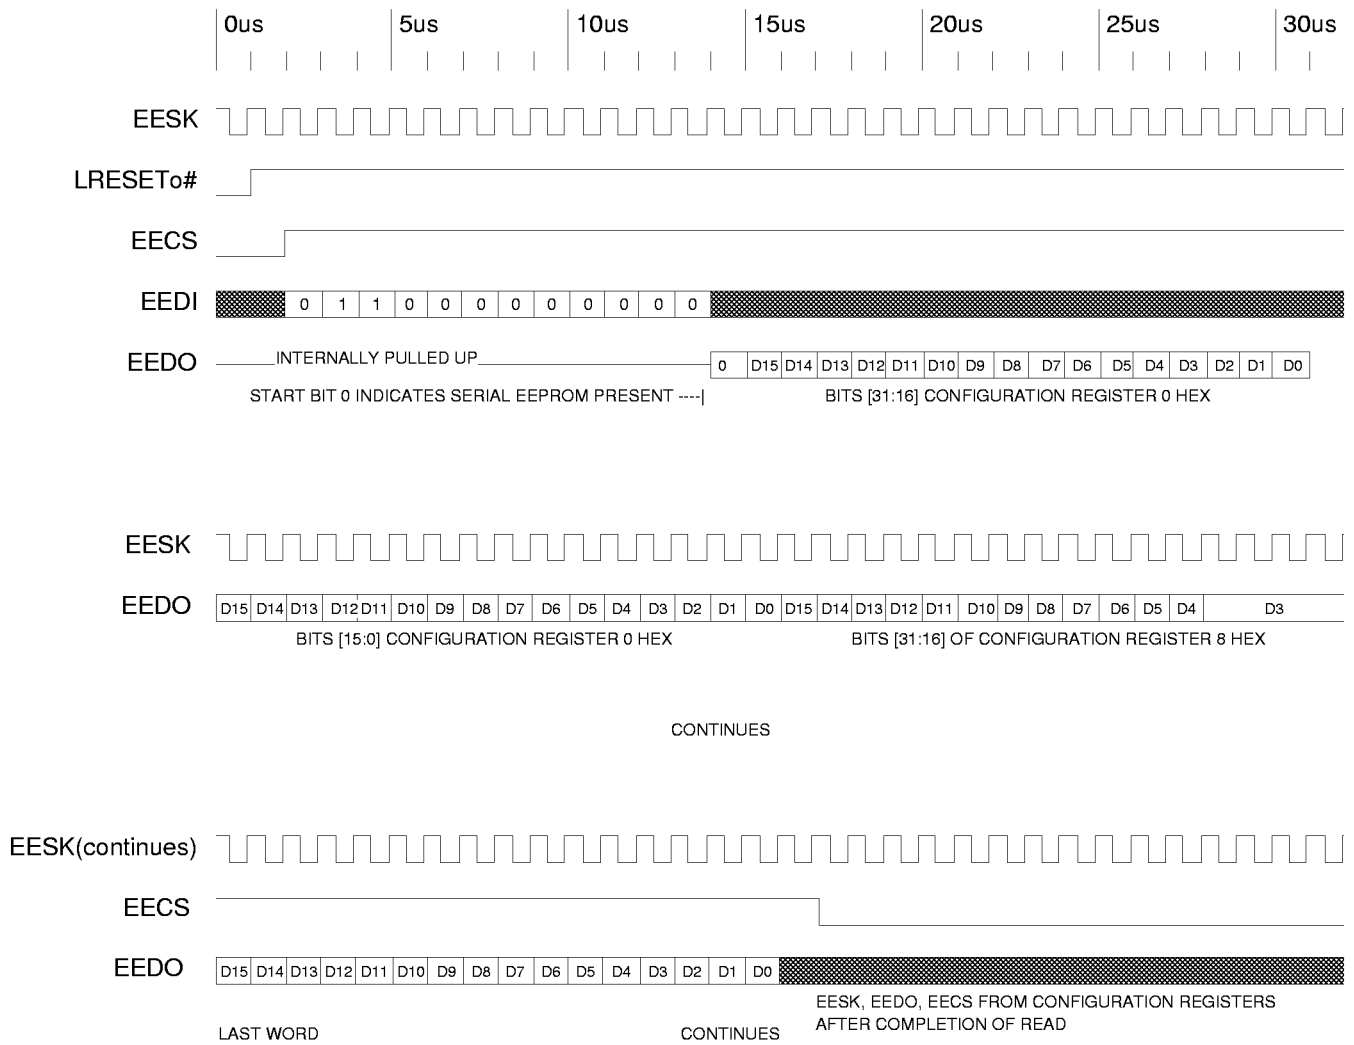 0us 5us 10us 15us 20us 25us 30us
EESK
LRESETo#
EECS
EEDI 0 1 1 0 0 0 0 0 0 0 0 0
EEDO INTERNALLY PULLED UP 0 D15 D14 D13 D12 D11 D10 D9 D8 D7 D6 D5 D4 D3 D2 D1 D0
START BIT 0 INDICATES SERIAL EEPROM PRESENT ----| BITS [31:16] CONFIGURATION REGISTER 0 HEX
EESK
EEDO D15 D14 D13 D12 D11 D10 D9 D8 D7 D6 D5 D4 D3 D2 D1 D0 D15 D14 D13 D12 D11 D10 D9 D8 D7 D6 D5 D4 D3
BITS [15:0] CONFIGURATION REGISTER 0 HEX BITS [31:16] OF CONFIGURATION REGISTER 8 HEX
CONTINUES
EESK(continues)
EECS
EEDO D15 D14 D13 D12 D11 D10 D9 D8 D7 D6 D5 D4 D3 D2 D1 D0
EESK, EEDO, EECS FROM CONFIGURATION REGISTERS
AFTER COMPLETION OF READ
LAST WORD CONTINUES